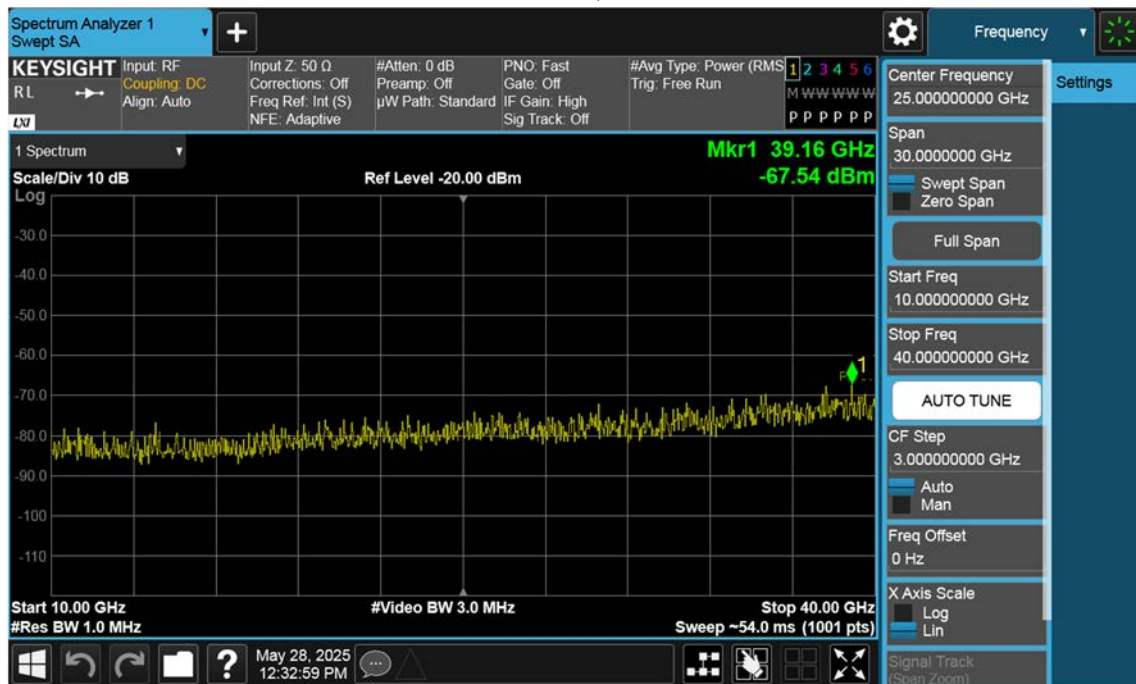 Spectrum Analyzer 1
Swept SA
Frequency
KEYSIGHT
RL
LXI
Input: RF
Coupling: DC
Align: Auto
Input Z: 50 Ω
Corrections: Off
Freq Ref: Int (S)
NFE: Adaptive
#Atten: 0 dB
Preamp: Off
µW Path: Standard
PNO: Fast
Gate: Off
IF Gain: High
Sig Track: Off
#Avg Type: Power (RMS
Trig: Free Run
1 2 3 4 5 6
M W W W W W
P P P P P P
1 Spectrum
Scale/Div 10 dB
Ref Level -20.00 dBm
Mkr1 39.16 GHz
-67.54 dBm
Log
-30.0
-40.0
-50.0
-60.0
-70.0
-80.0
-90.0
-100
-110
1
Start 10.00 GHz
#Video BW 3.0 MHz
Stop 40.00 GHz
#Res BW 1.0 MHz
Sweep ~54.0 ms (1001 pts)
May 28, 2025
12:32:59 PM
Settings
Center Frequency
25.000000000 GHz
Span
30.0000000 GHz
Swept Span
Zero Span
Full Span
Start Freq
10.000000000 GHz
Stop Freq
40.000000000 GHz
AUTO TUNE
CF Step
3.000000000 GHz
Auto
Man
Freq Offset
0 Hz
X Axis Scale
Log
Lin
Signal Track
(Span Zoom)